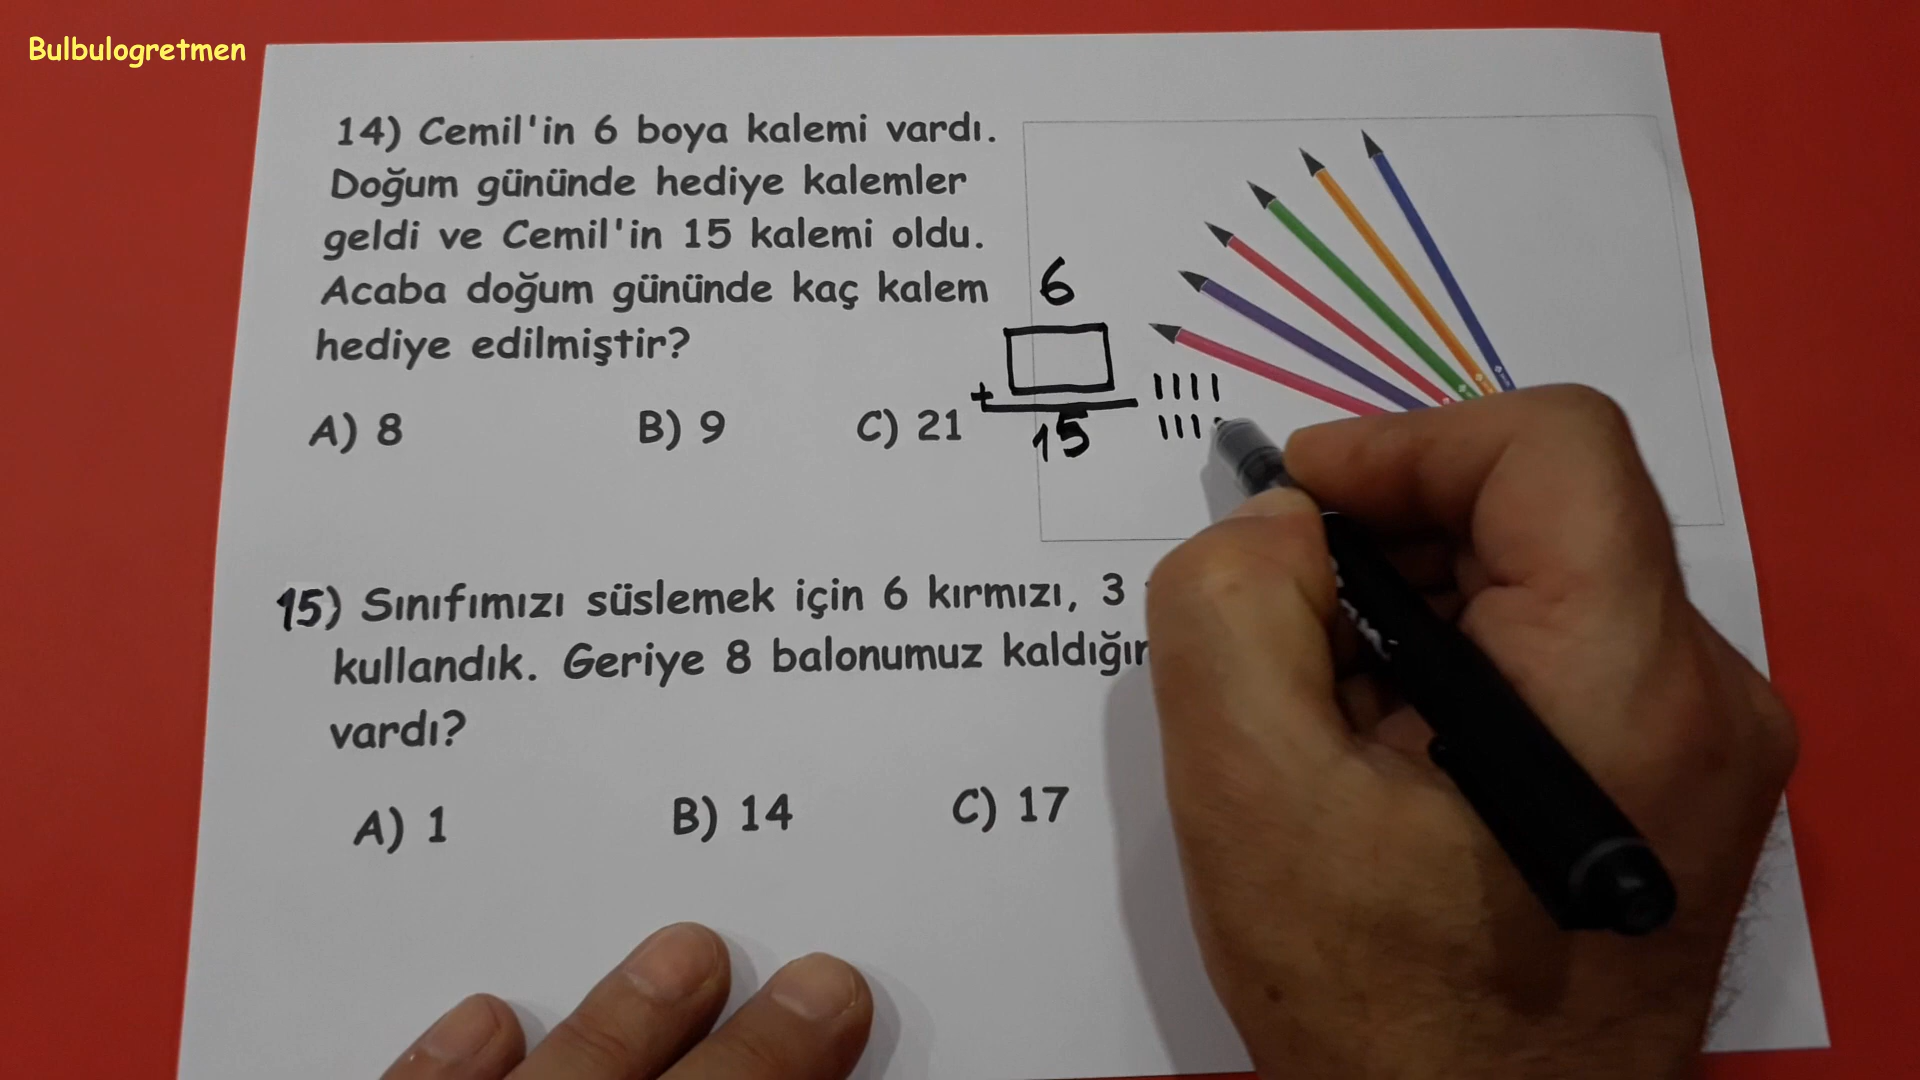 Bulbulogretmen
14) Cemil'in 6 boya kalemi vardı.
Doğum gününde hediye kalemler
geldi ve Cemil'in 15 kalemi oldu.
Acaba doğum gününde kaç kalem
hediye edilmiştir?
A) 8 B) 9 C) 21
6
+
15
15) Sınıfımızı süslemek için 6 kırmızı, 3
kullandık. Geriye 8 balonumuz
vardı?
A) 1 B) 14 C) 17